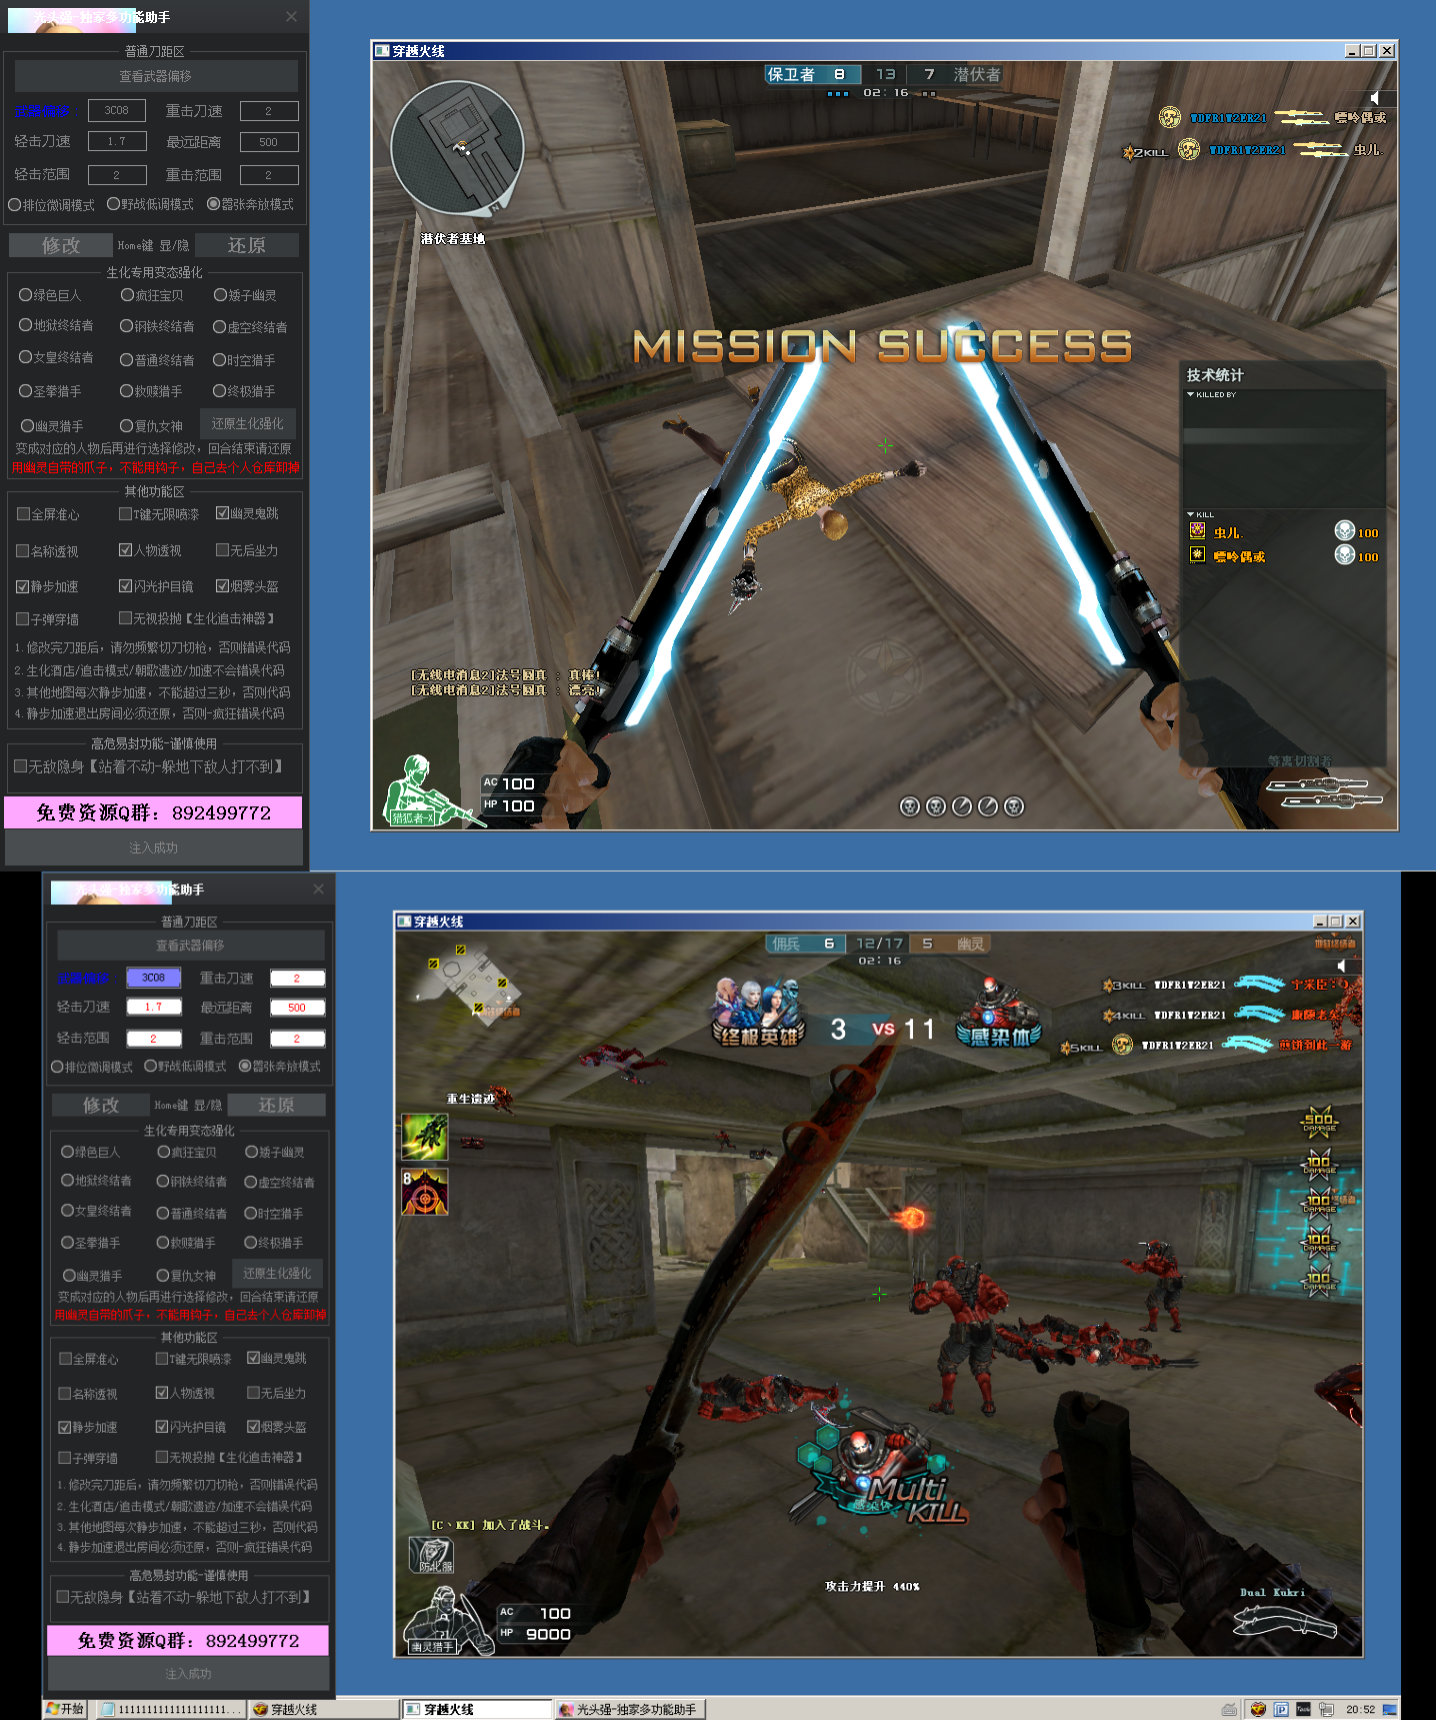 光头强-独家多功能助手
普通刀距区
查看武器偏移
武器偏移: 3C08 重击刀速 2
轻击刀速 1.7 最远距离 500
轻击范围 2 重击范围 2
排位微调模式 野战低调模式 嚣张奔放模式
修改 Home键 显/隐 还原
生化专用变态强化
绿色巨人 疯狂宝贝 矮子幽灵
地狱终结者 钢铁终结者 虚空终结者
女皇终结者 普通终结者 时空猎手
圣拳猎手 救赎猎手 终极猎手
幽灵猎手 复仇女神 还原生化强化
变成对应的人物后再进行选择修改，回合结束请还原
用幽灵自带的爪子，不能用钩子，自己去个人仓库卸掉
其他功能区
全屏准心 T键无限喷漆 幽灵鬼跳
名称透视 人物透视 无后坐力
静步加速 闪光护目镜 烟雾头盔
子弹穿墙 无视投抛【生化追击神器】
1.修改完刀距后，请勿频繁切刀切枪，否则错误代码
2.生化酒店/追击模式/朝歌遗迹/加速不会错误代码
3.其他地图每次静步加速，不能超过三秒，否则代码
4.静步加速退出房间必须还原，否则-疯狂错误代码
高危易封功能-谨慎使用
无敌隐身【站着不动-躲地下敌人打不到】
免费资源Q群：892499772
注入成功
穿越火线
保卫者 8 13 7 潜伏者
02:16
WDFR1W2ER21 嘌呤偶或
2KILL WDFR1W2ER21 虫儿.
潜伏者基地
MISSION SUCCESS
技术统计
KILLED BY
KILL
虫儿. 100
嘌呤偶或 100
[无线电消息2]法号圆真 : 真棒!
[无线电消息2]法号圆真 : 漂亮!
等离切割者
AC 100
HP 100
猎狐者-X
光头强-独家多功能助手
普通刀距区
查看武器偏移
武器偏移 3C08 重击刀速 2
轻击刀速 1.7 最远距离 500
轻击范围 2 重击范围 2
排位微调模式 野战低调模式 嚣张奔放模式
修改 Home键 显/隐 还原
生化专用变态强化
绿色巨人 疯狂宝贝 矮子幽灵
地狱终结者 钢铁终结者 虚空终结者
女皇终结者 普通终结者 时空猎手
圣拳猎手 救赎猎手 终极猎手
幽灵猎手 复仇女神 还原生化强化
变成对应的人物后再进行选择修改，回合结束请还原
用幽灵自带的爪子，不能用钩子，自己去个人仓库卸掉
其他功能区
全屏准心 T键无限喷漆 幽灵鬼跳
名称透视 人物透视 无后坐力
静步加速 闪光护目镜 烟雾头盔
子弹穿墙 无视投抛【生化追击神器】
1.修改完刀距后，请勿频繁切刀切枪，否则错误代码
2.生化酒店/追击模式/朝歌遗迹/加速不会错误代码
3.其他地图每次静步加速，不能超过三秒，否则代码
4.静步加速退出房间必须还原，否则-疯狂错误代码
高危易封功能-谨慎使用
无敌隐身【站着不动-躲地下敌人打不到】
免费资源Q群：892499772
注入成功
穿越火线
佣兵 6 12/17 5 幽灵
02:16
终极英雄 3 VS 11 感染体
3KILL WDFR1W2ER21
4KILL WDFR1W2ER21
5KILL WDFR1W2ER21 煎饼到此一游
重生遗迹
8
500 DAMAGE
100 DAMAGE
100 DAMAGE
100 DAMAGE
100 DAMAGE
Multi KILL
感染体
[C丶KK] 加入了战斗。
防化服
攻击力提升 440%
Dual Kukri
AC 100
HP 9000
幽灵猎手
开始 11111111111111111111... 穿越火线 穿越火线 光头强-独家多功能助手 20:52